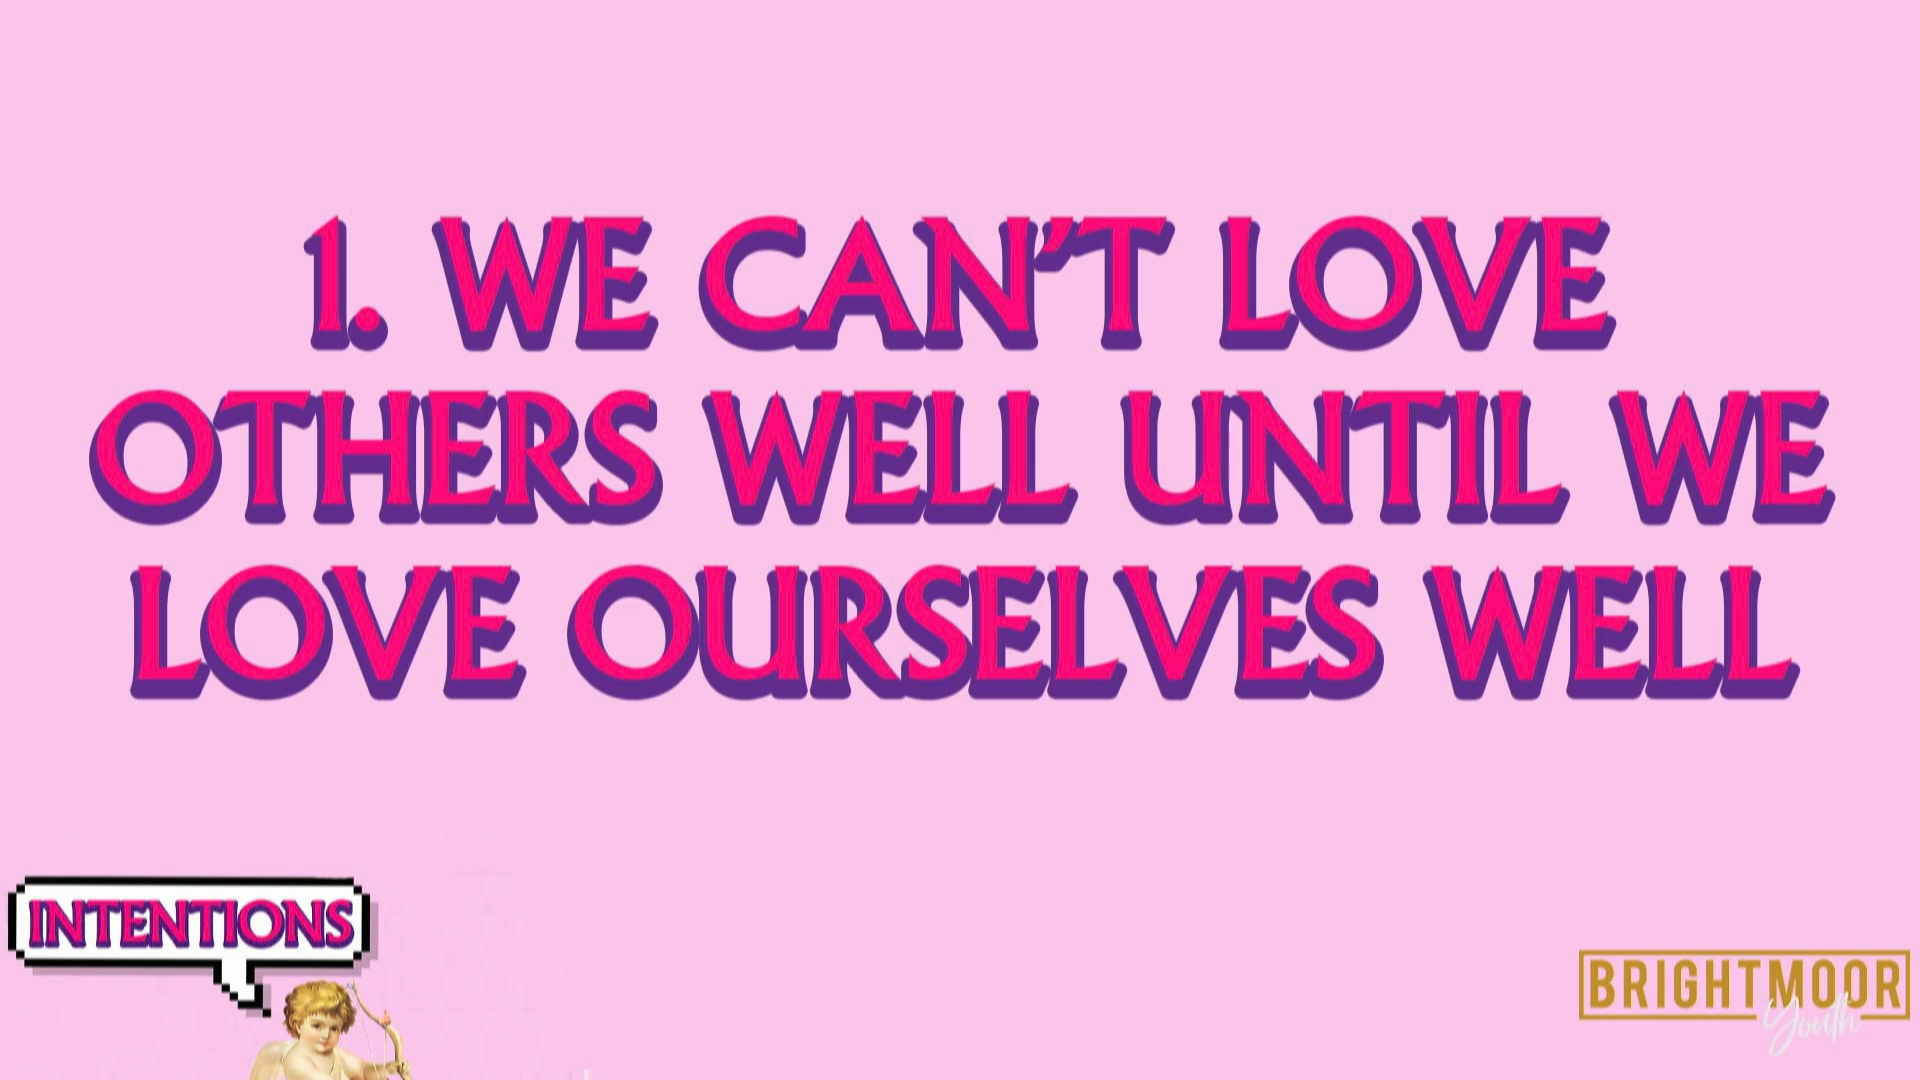 1. WE CAN'T LOVE
OTHERS WELL UNTIL WE
LOVE OURSELVES WELL
INTENTIONS
BRIGHTMOOR
Youth